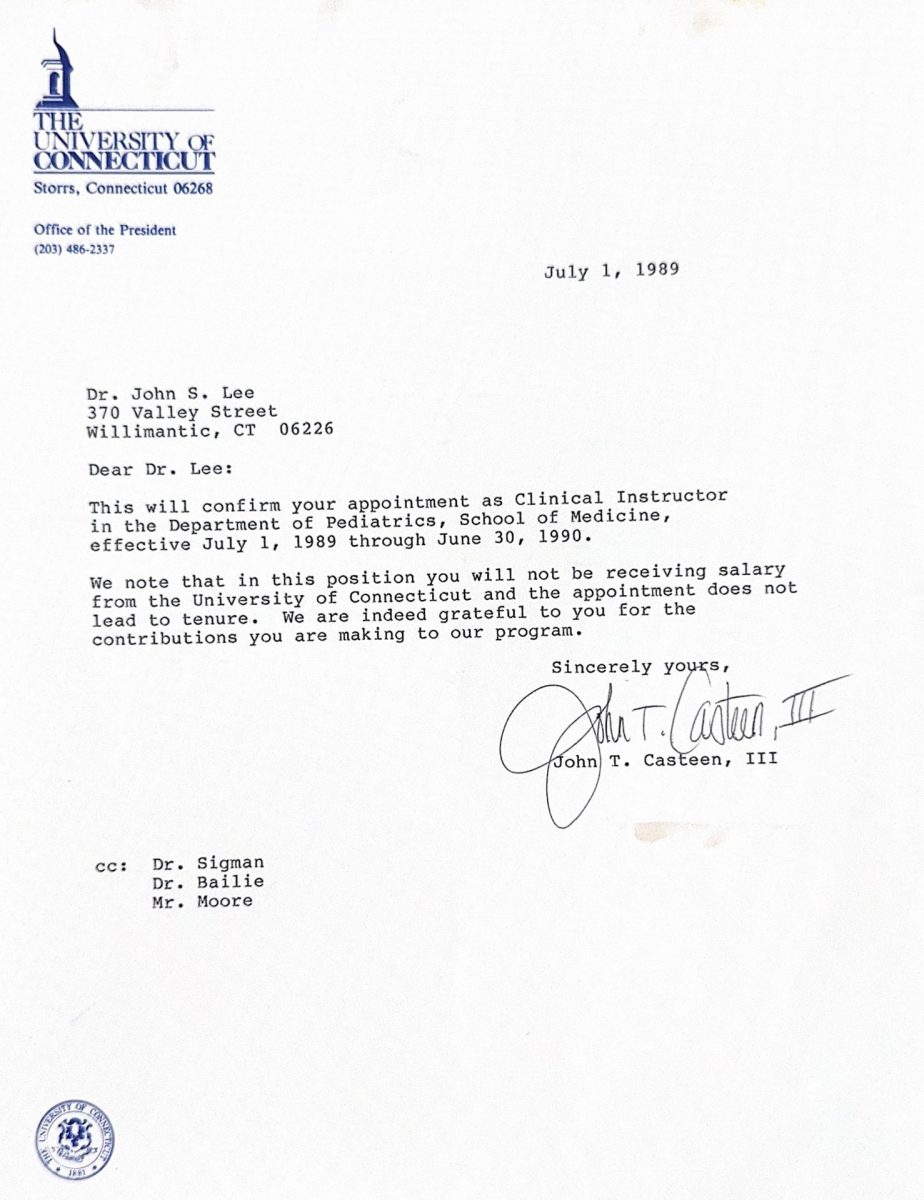 THE
UNIVERSITY OF
CONNECTICUT
Storrs, Connecticut 06268
Office of the President
(203) 486-2337
July 1, 1989
Dr. John S. Lee
370 Valley Street
Willimantic, CT 06226
Dear Dr. Lee:
This will confirm your appointment as Clinical Instructor
in the Department of Pediatrics, School of Medicine,
effective July 1, 1989 through June 30, 1990.
We note that in this position you will not be receiving salary
from the University of Connecticut and the appointment does not
lead to tenure. We are indeed grateful to you for the
contributions you are making to our program.
Sincerely yours,
John T. Casteen, III
John T. Casteen, III
cc: Dr. Sigman
Dr. Bailie
Mr. Moore
THE UNIVERSITY OF CONNECTICUT
1881